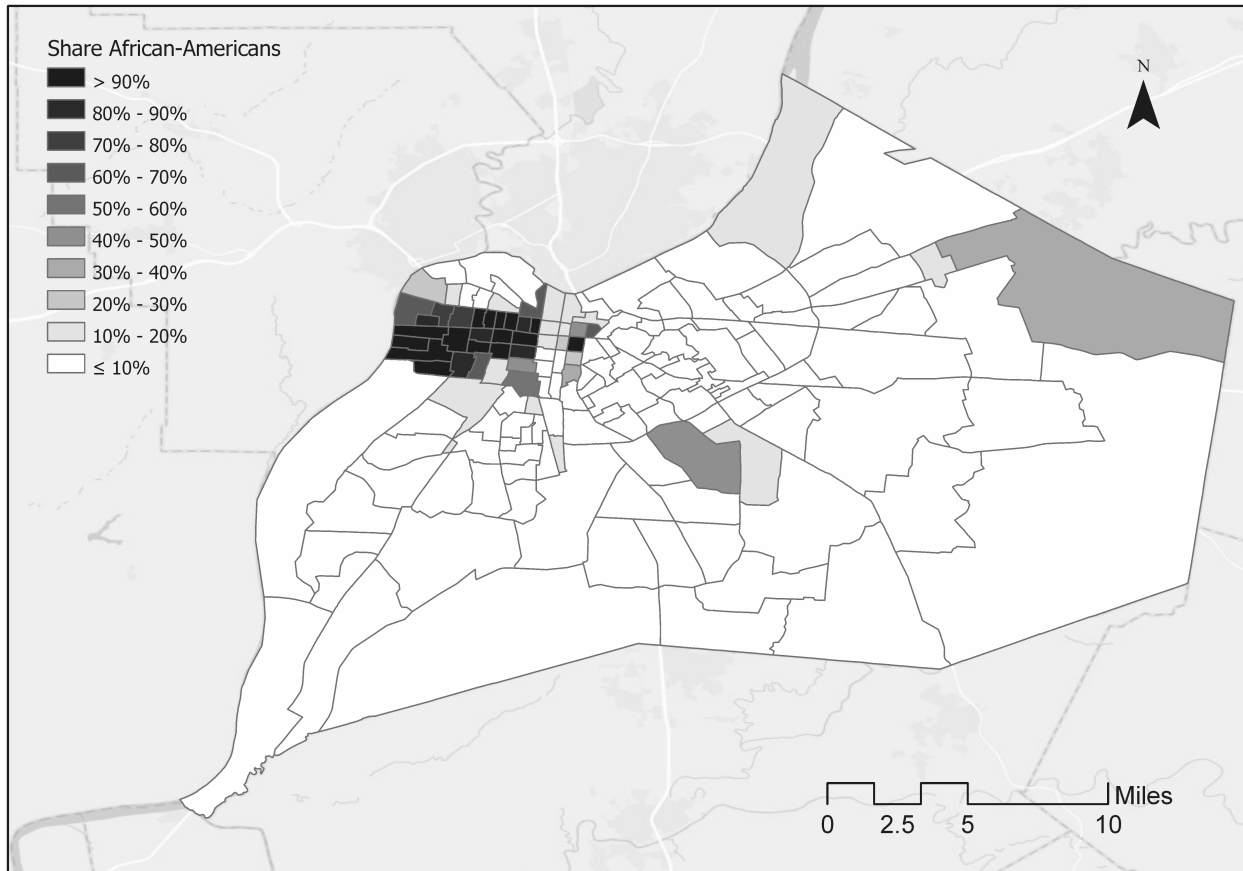 Share African-Americans
> 90%
80% - 90%
70% - 80%
60% - 70%
50% - 60%
40% - 50%
30% - 40%
20% - 30%
10% - 20%
≤ 10%
N
Miles
0 2.5 5 10